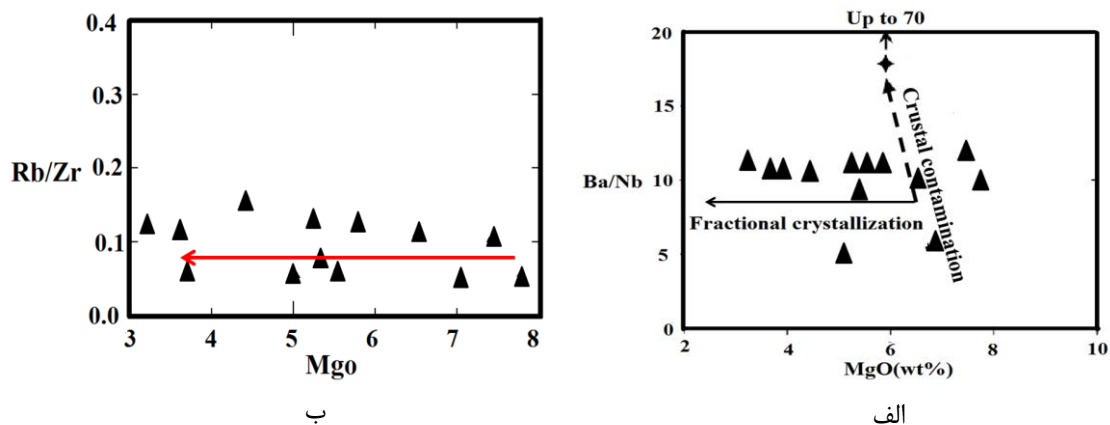 0.4
0.3
Rb/Zr
0.2
0.1
0.0
3 4 5 6 7 8
Mgo
ب
Up to 70
20
15
Ba/Nb
10
5
0
Crustal contamination
Fractional crystallization
2 4 6 8 10
MgO(wt%)
الف